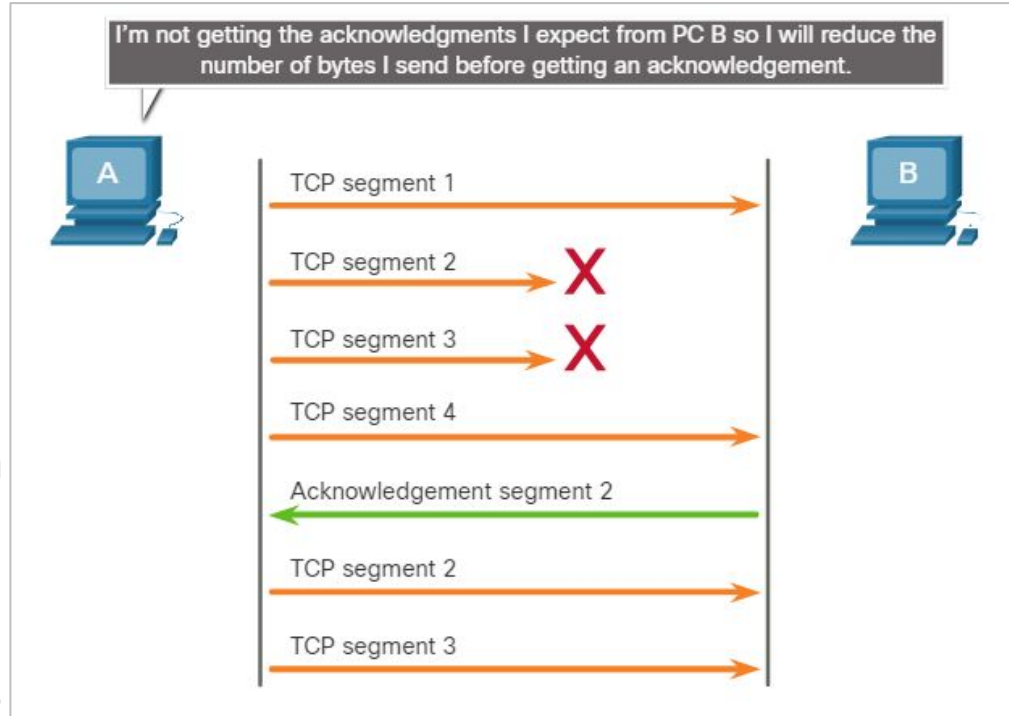 I'm not getting the acknowledgments I expect from PC B so I will reduce the
number of bytes I send before getting an acknowledgement.
A
B
TCP segment 1
TCP segment 2
X
TCP segment 3
X
TCP segment 4
Acknowledgement segment 2
TCP segment 2
TCP segment 3